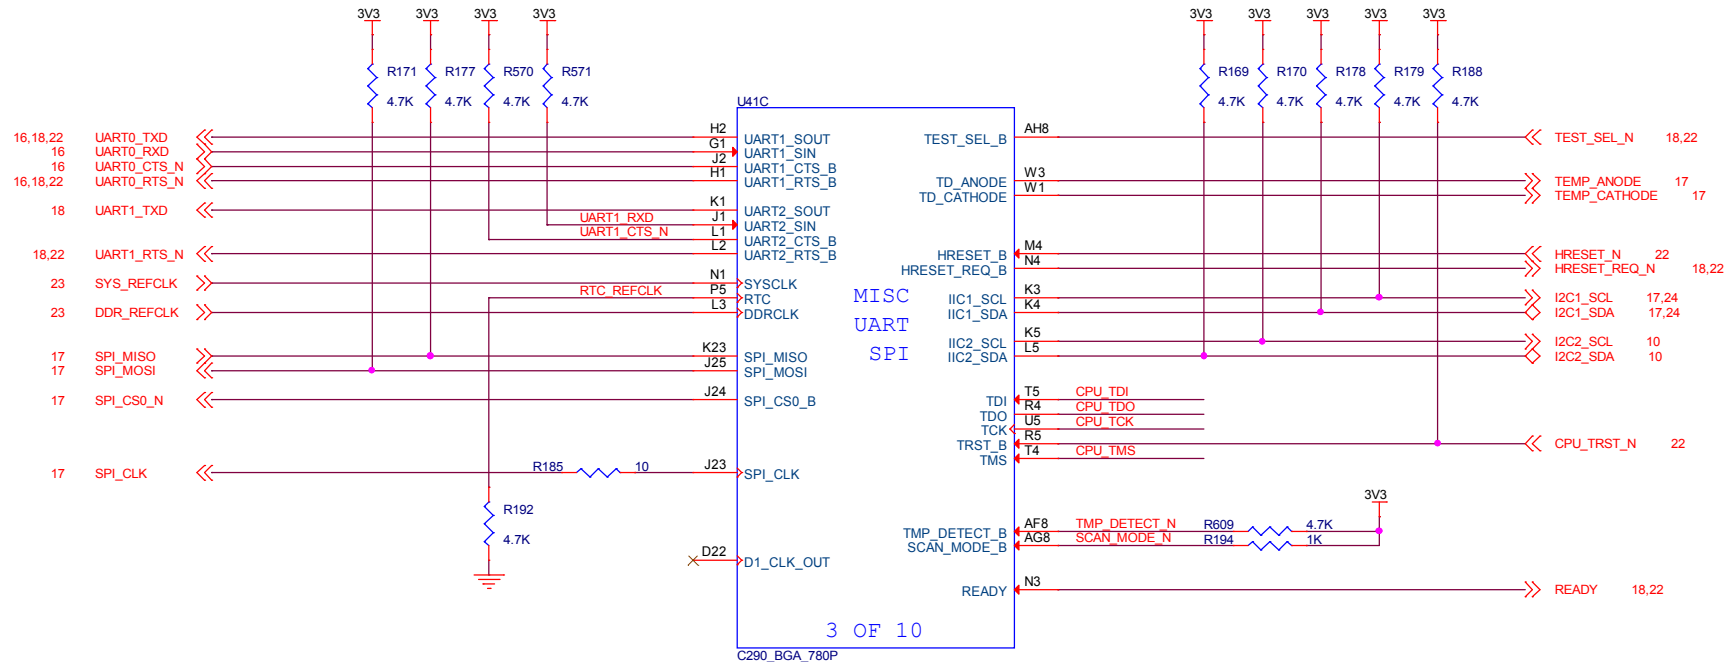 3V3 3V3 3V3 3V3 3V3 3V3 3V3 3V3 3V3
R171 R177 R570 R571 R169 R170 R178 R179 R188
4.7K 4.7K 4.7K 4.7K 4.7K 4.7K 4.7K 4.7K 4.7K
U41C
16,18,22 UART0_TXD H2 UART1_SOUT TEST_SEL_B AH8 TEST_SEL_N 18,22
16 UART0_RXD G1 UART1_SIN
16 UART0_CTS_N J2 UART1_CTS_B
16,18,22 UART0_RTS_N H1 UART1_RTS_B TD_ANODE W3 TEMP_ANODE 17
TD_CATHODE W1 TEMP_CATHODE 17
18 UART1_TXD K1 UART2_SOUT
UART1_RXD J1 UART2_SIN
UART1_CTS_N L1 UART2_CTS_B
18,22 UART1_RTS_N L2 UART2_RTS_B HRESET_B M4 HRESET_N 22
HRESET_REQ_B N4 HRESET_REQ_N 18,22
23 SYS_REFCLK N1 SYSCLK
RTC_REFCLK P5 RTC MISC IIC1_SCL K3 I2C1_SCL 17,24
23 DDR_REFCLK L3 DDRCLK IIC1_SDA K4 I2C1_SDA 17,24
UART
IIC2_SCL K5 I2C2_SCL 10
17 SPI_MISO K23 SPI_MISO SPI IIC2_SDA L5 I2C2_SDA 10
17 SPI_MOSI J25 SPI_MOSI
17 SPI_CS0_N J24 SPI_CS0_B TDI T5 CPU_TDI
TDO R4 CPU_TDO
TCK U5 CPU_TCK
TRST_B R5 CPU_TRST_N 22
TMS T4 CPU_TMS
17 SPI_CLK R185 10 J23 SPI_CLK
3V3
R192
4.7K
TMP_DETECT_B AF8 TMP_DETECT_N R609 4.7K
SCAN_MODE_B AG8 SCAN_MODE_N R194 1K
D22 D1_CLK_OUT
READY N3 READY 18,22
3 OF 10
C290_BGA_780P